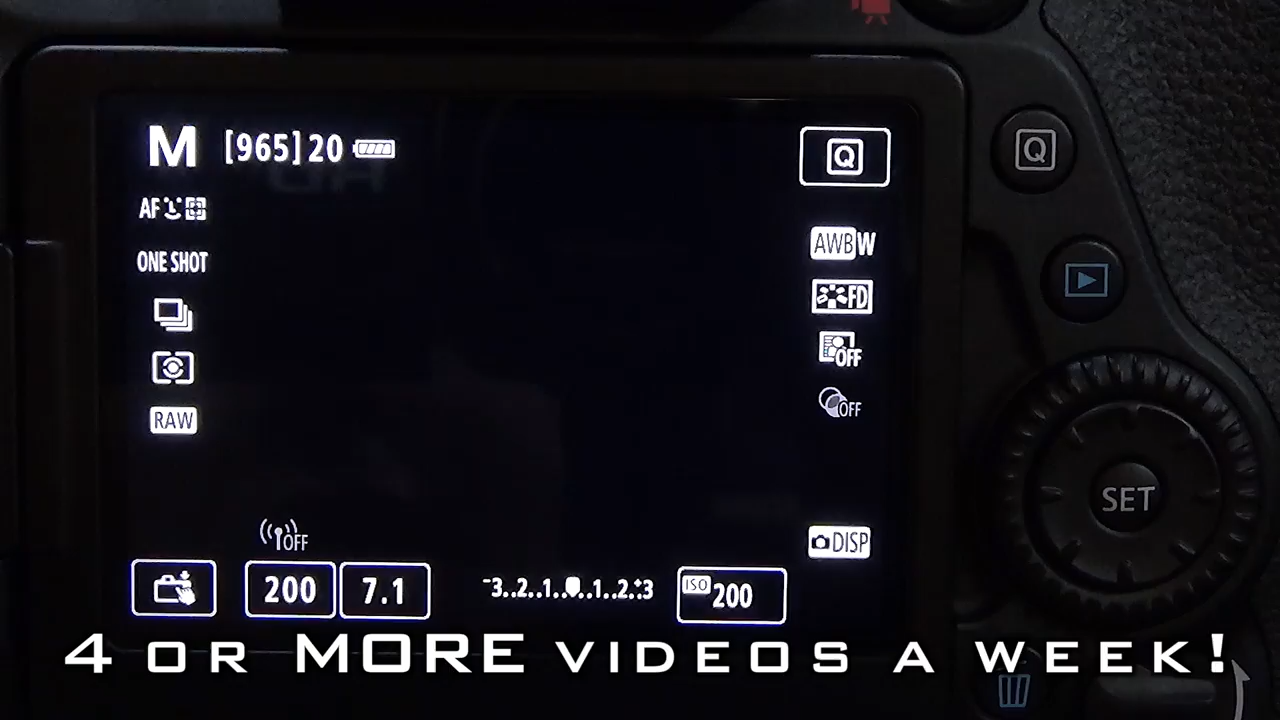 M [965] 20
Q
Q
AF
AWB W
ONE SHOT
FD
OFF
OFF
RAW
SET
OFF
DISP
200 7.1 -3..2..1..0..1..2.+3 ISO 200
4 OR MORE VIDEOS A WEEK!